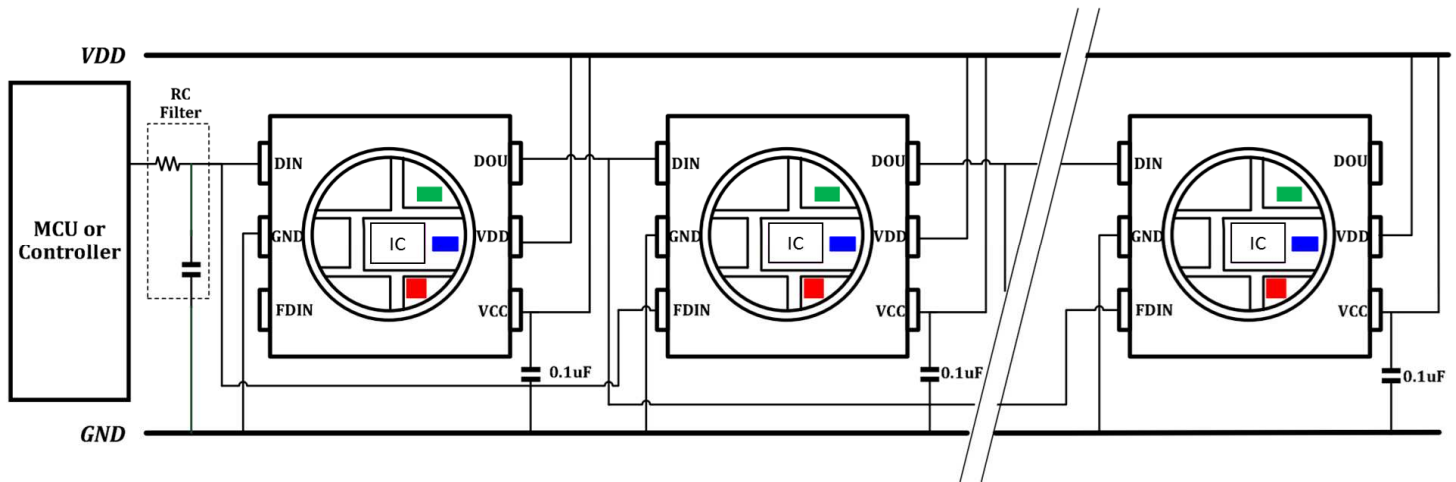 VDD
MCU or
Controller
RC
Filter
DIN
GND
FDIN
IC
DOU
VDD
VCC
0.1uF
DIN
GND
FDIN
IC
DOU
VDD
VCC
0.1uF
DIN
GND
FDIN
IC
DOU
VDD
VCC
0.1uF
GND